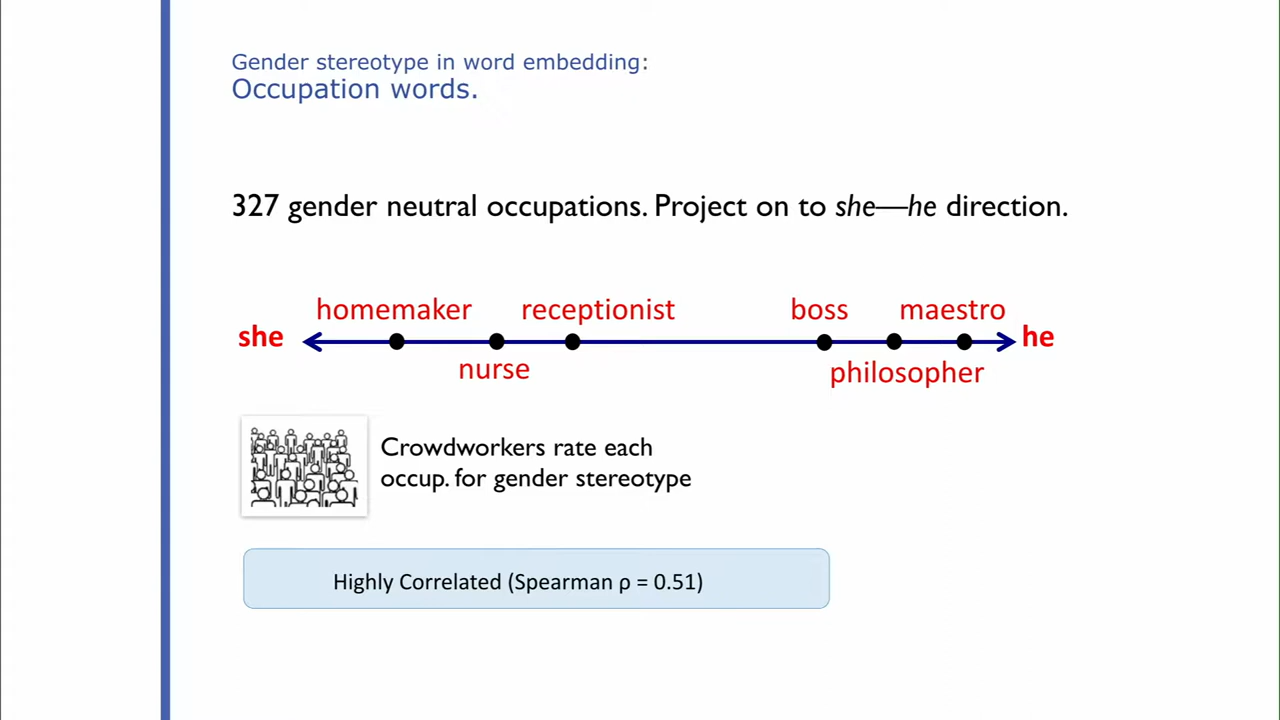 Gender stereotype in word embedding:
Occupation words.
327 gender neutral occupations. Project on to she—he direction.
homemaker receptionist boss maestro
she he
nurse philosopher
Crowdworkers rate each
occup. for gender stereotype
Highly Correlated (Spearman ρ = 0.51)